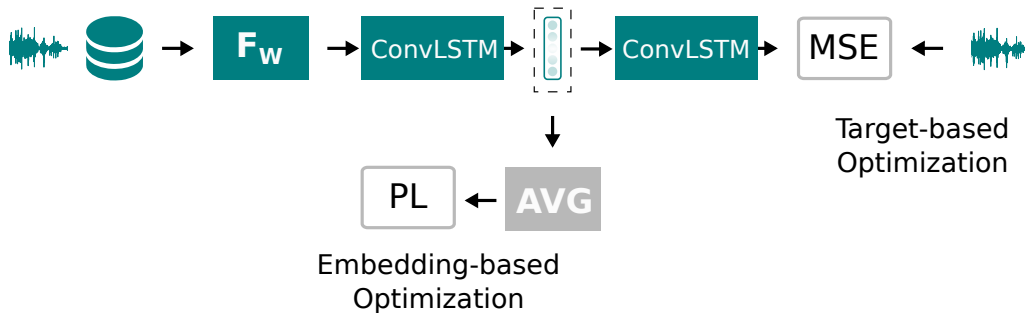 F_W
ConvLSTM
ConvLSTM
MSE
Target-based
Optimization
PL
AVG
Embedding-based
Optimization